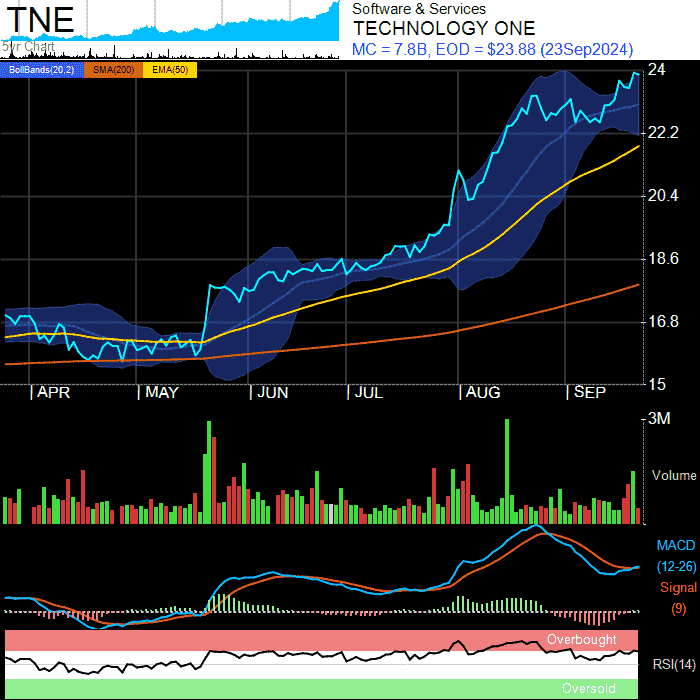 TNE
5yr Chart
Software & Services
TECHNOLOGY ONE
MC = 7.8B, EOD = $23.88 (23Sep2024)
BollBands(20,2) SMA(200) EMA(50)
24
22.2
20.4
18.6
16.8
15
APR MAY JUN JUL AUG SEP
3M
Volume
MACD
(12-26)
Signal
(9)
Overbought
RSI(14)
Oversold